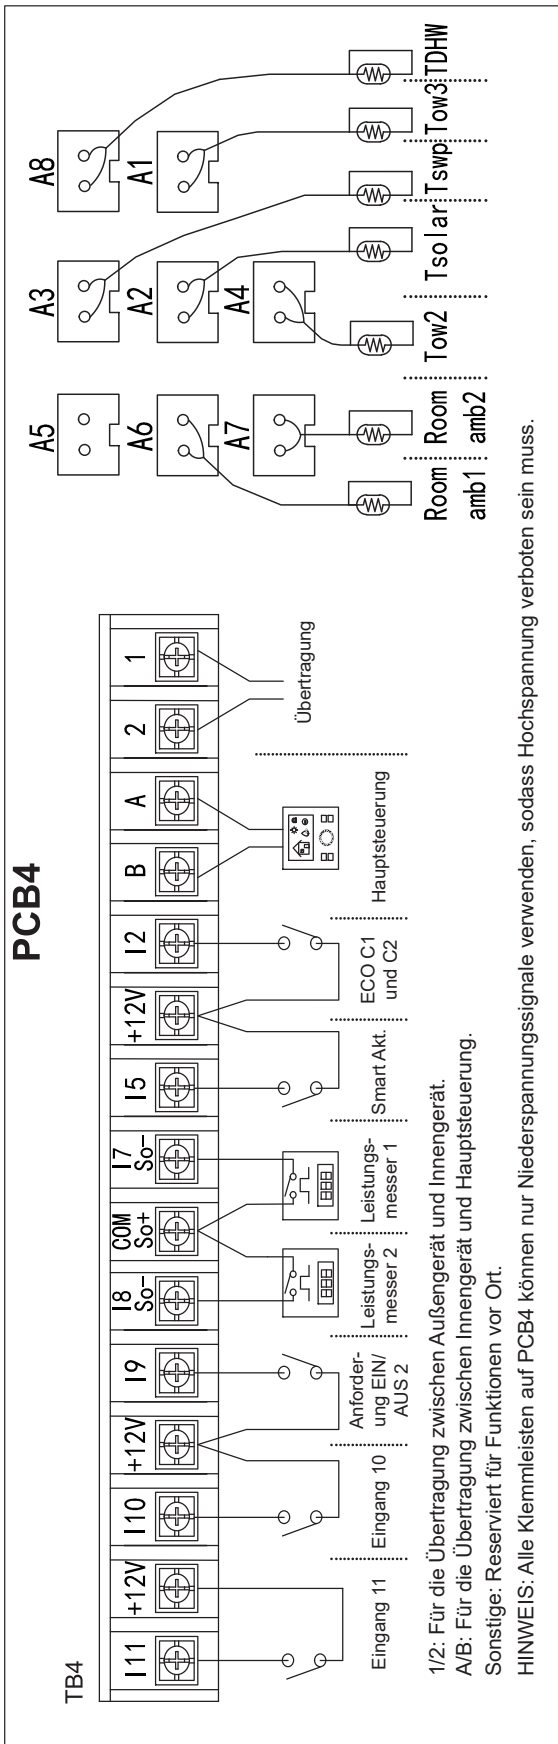 PCB4
TB4
I11
+12V
I10
+12V
I9
I8
So-
COM
So+
I7
So-
I5
+12V
I2
B
A
2
1
Eingang 11
Eingang 10
Anforder-
ung EIN/
AUS 2
Leistungs-
messer 2
Leistungs-
messer 1
Smart Akt.
ECO C1
und C2
Hauptsteuerung
Übertragung
A5
A3
A8
A6
A2
A1
A7
A4
Room
amb1
Room
amb2
Tow2
Tsolar
Tswp
Tow3
TDHW
1/2: Für die Übertragung zwischen Außengerät und Innengerät.
A/B: Für die Übertragung zwischen Innengerät und Hauptsteuerung.
Sonstige: Reserviert für Funktionen vor Ort.
HINWEIS: Alle Klemmleisten auf PCB4 können nur Niederspannungssignale verwenden, sodass Hochspannung verboten sein muss.